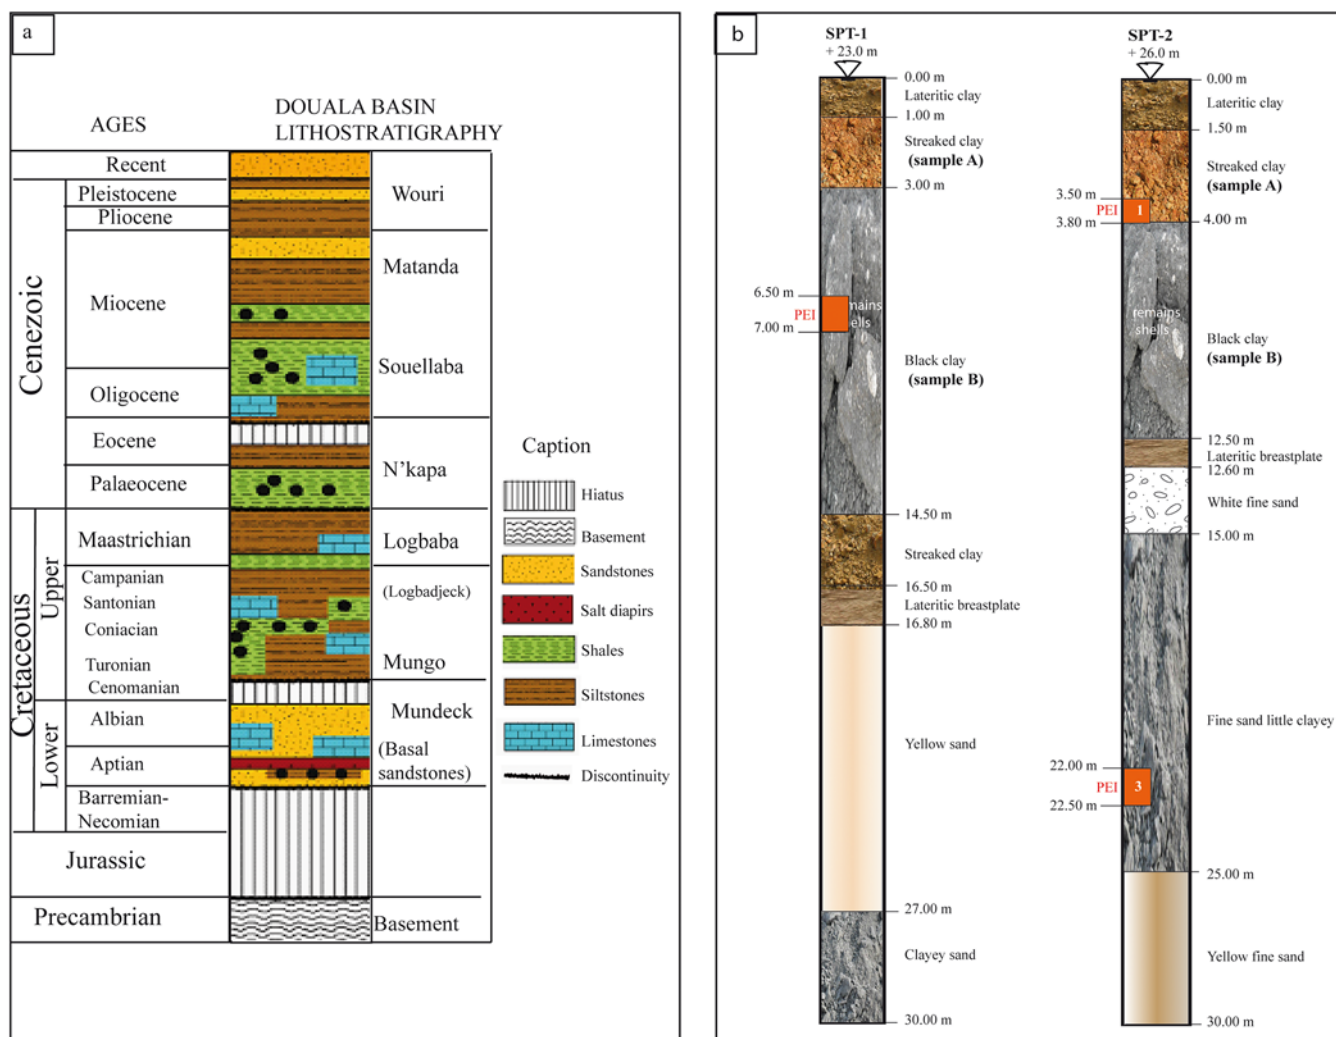 a
AGES
DOUALA BASIN
LITHOSTRATIGRAPHY
Recent
Pleistocene
Pliocene
Miocene
Oligocene
Eocene
Palaeocene
Maastrichian
Campanian
Santonian
Coniacian
Turonian
Cenomanian
Albian
Aptian
Barremian-
Necomian
Jurassic
Precambrian
Cenezoic
Cretaceous
Upper
Lower
Wouri
Matanda
Souellaba
N'kapa
Logbaba
(Logbadjeck)
Mungo
Mundeck
(Basal
sandstones)
Basement
Caption
Hiatus
Basement
Sandstones
Salt diapirs
Shales
Siltstones
Limestones
Discontinuity
b
SPT-1
+ 23.0 m
0.00 m
Lateritic clay
1.00 m
Streaked clay
(sample A)
3.00 m
6.50 m
PEI
7.00 m
mains
ells
Black clay
(sample B)
14.50 m
Streaked clay
16.50 m
Lateritic breastplate
16.80 m
Yellow sand
27.00 m
Clayey sand
30.00 m
SPT-2
+ 26.0 m
0.00 m
Lateritic clay
1.50 m
Streaked clay
(sample A)
3.50 m
PEI
1
3.80 m
4.00 m
remains
shells
Black clay
(sample B)
12.50 m
Lateritic breastplate
12.60 m
White fine sand
15.00 m
Fine sand little clayey
22.00 m
PEI
3
22.50 m
25.00 m
Yellow fine sand
30.00 m